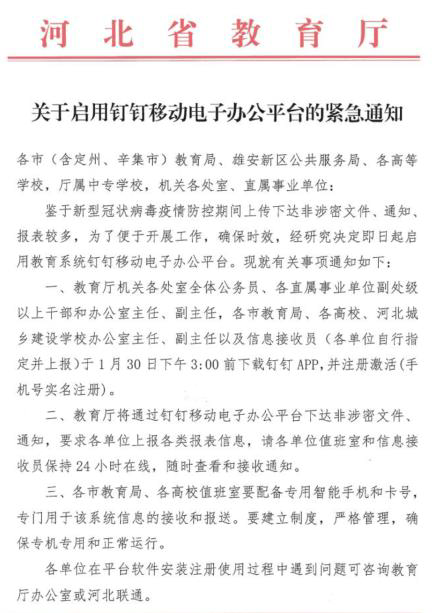 河北省教育厅
关于启用钉钉移动电子办公平台的紧急通知
各市（含定州、辛集市）教育局、雄安新区公共服务局、各高等
学校，厅属中专学校，机关各处室、直属事业单位：
鉴于新型冠状病毒疫情防控期间上传下达非涉密文件、通知、
报表较多，为了便于开展工作，确保时效，经研究决定即日起启
用教育系统钉钉移动电子办公平台。现就有关事项通知如下：
一、教育厅机关各处室全体公务员、各直属事业单位副处级
以上干部和办公室主任、副主任，各市教育局、各高校、河北城
乡建设学校办公室主任、副主任以及信息接收员（各单位自行指
定并上报)于1月30日下午3:00前下载钉钉APP,并注册激活(手
机号实名注册)。
二、教育厅将通过钉钉移动电子办公平台下达非涉密文件、
通知，要求各单位上报各类报表信息，请各单位值班室和信息接
收员保持24小时在线，随时查看和接收通知。
三、各市教育局、各高校值班室要配备专用智能手机和卡号，
专门用于该系统信息的接收和报送。要建立制度，严格管理，确
保专机专用和正常运行。
各单位在平台软件安装注册使用过程中遇到问题可咨询教育
厅办公室或河北联通。